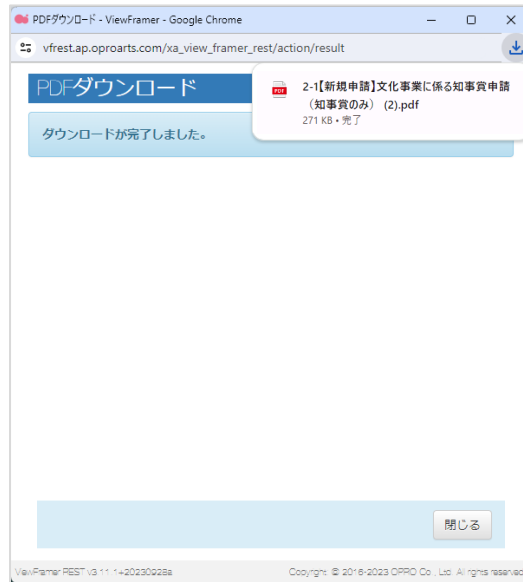 PDFダウンロード - ViewFramer - Google Chrome
vfrest.ap.oproarts.com/xa_view_framer_rest/action/result
PDFダウンロード
2-1【新規申請】文化事業に係る知事賞申請
（知事賞のみ） (2).pdf
271 KB • 完了
ダウンロードが完了しました。
閉じる
ViewFramer REST v3.11.1+20230928a
Copyright © 2016-2023 OPRO Co., Ltd. All rights reserved.